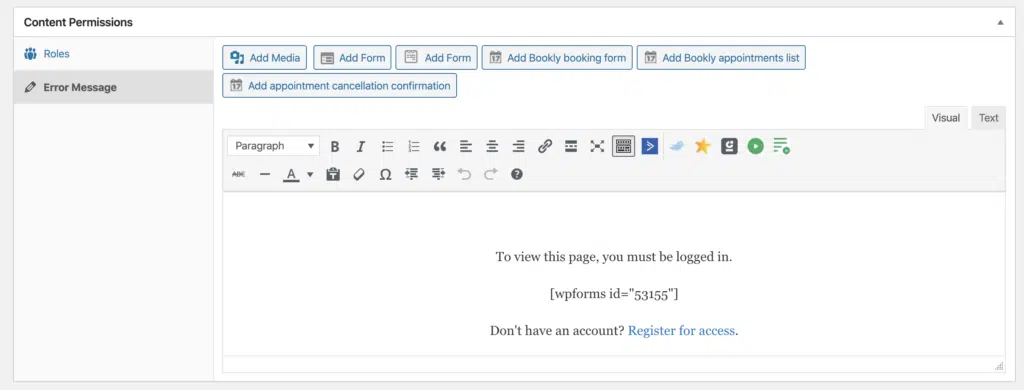 Content Permissions
Roles
Error Message
Add Media
Add Form
Add Form
Add Bookly booking form
Add Bookly appointments list
Add appointment cancellation confirmation
Visual
Text
Paragraph
B
I
ABC
A
To view this page, you must be logged in.
[wpforms id="53155"]
Don't have an account? Register for access.